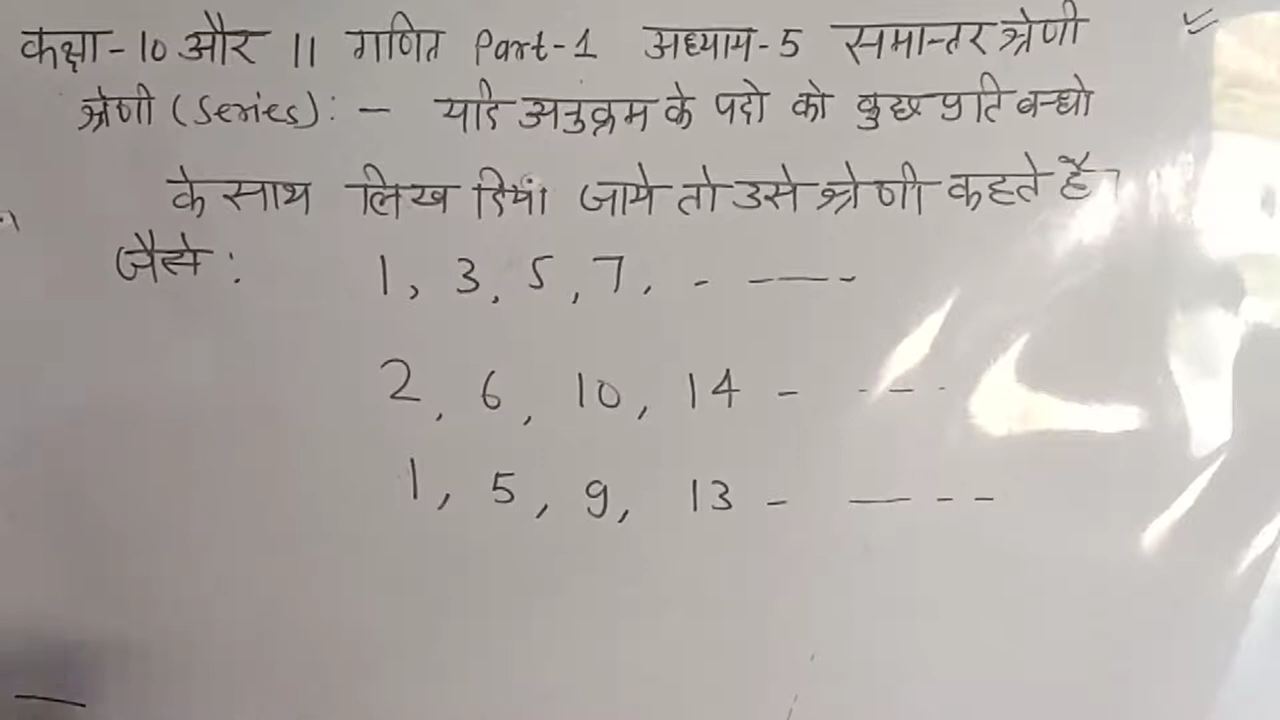 कक्षा-10 और 11 गणित Part-1 अध्याय-5 समान्तर श्रेणी
श्रेणी (Series): - यदि अनुक्रम के पदो को कुछ प्रति बन्धो
के साथ लिख दिया जाये तो उसे श्रेणी कहते है।
जैसे: 1, 3, 5, 7, - ----
2, 6, 10, 14 - ---
1, 5, 9, 13 - ----